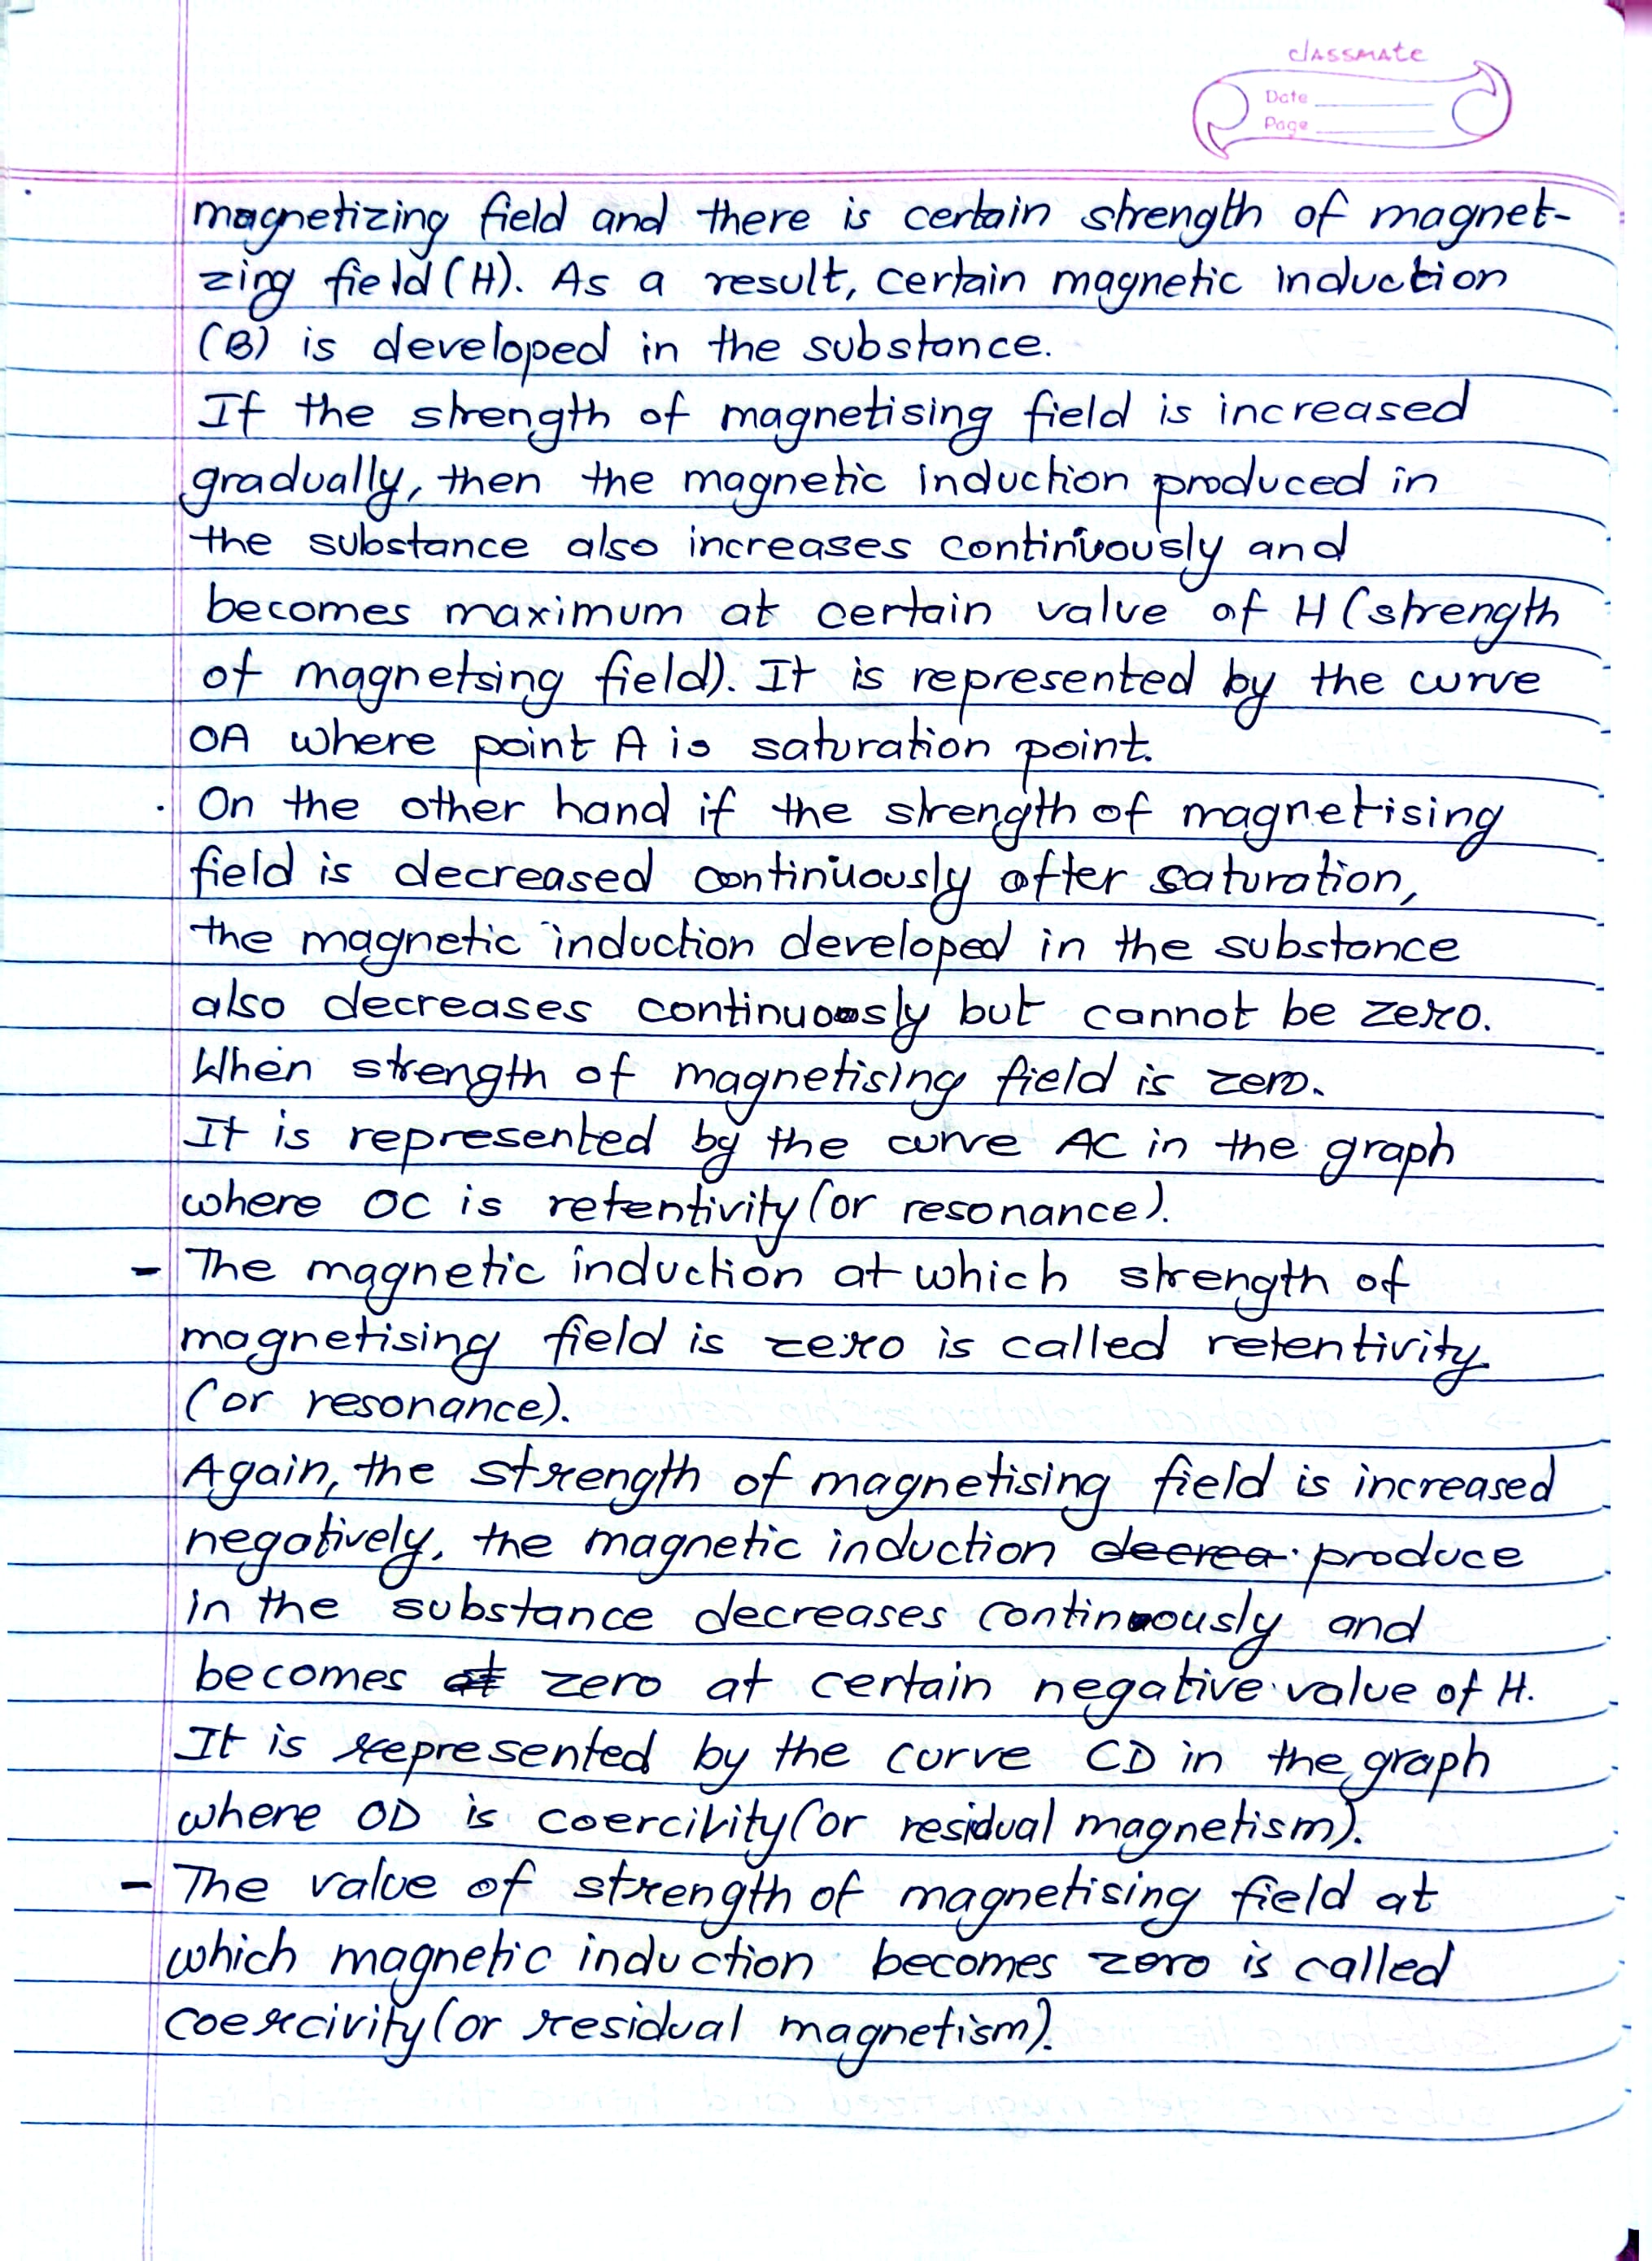 classmate
Date
Page
magnetizing field and there is certain strength of magnet-
zing field (H). As a result, certain magnetic induction
(B) is developed in the substance.
If the strength of magnetising field is increased
gradually, then the magnetic induction produced in
the substance also increases continuously and
becomes maximum at certain value of H (strength
of magnetsing field). It is represented by the curve
OA where point A is saturation point.
. On the other hand if the strength of magnetising
field is decreased continuously after saturation,
the magnetic induction developed in the substance
also decreases continuously but cannot be zero.
When strength of magnetising field is zero.
It is represented by the curve AC in the graph
where OC is retentivity (or resonance).
- The magnetic induction at which strength of
magnetising field is zero is called retentivity
(or resonance).
Again, the strength of magnetising field is increased
negatively, the magnetic induction decrea produce
in the substance decreases continuously and
becomes at zero at certain negative value of H.
It is represented by the curve CD in the graph
where OD is coercivity (or residual magnetism).
- The value of strength of magnetising field at
which magnetic induction becomes zero is called
coercivity (or residual magnetism).